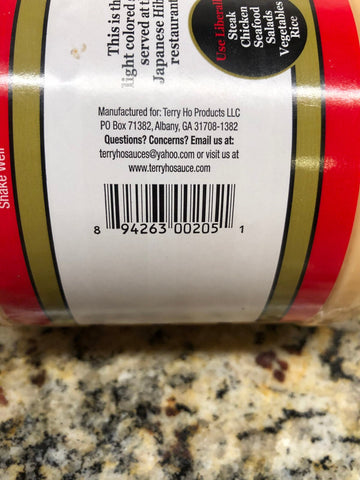 This is th
light colored
served at t
Japanese Hi
restauran
Use Liberall
Steak
Chicken
Seafood
Salads
Vegetables
Rice
Shake Well
Manufactured for: Terry Ho Products LLC
PO Box 71382, Albany, GA 31708-1382
Questions? Concerns? Email us at:
terryhosauces@yahoo.com or visit us at
www.terryhosauce.com
8 94263 00205 1